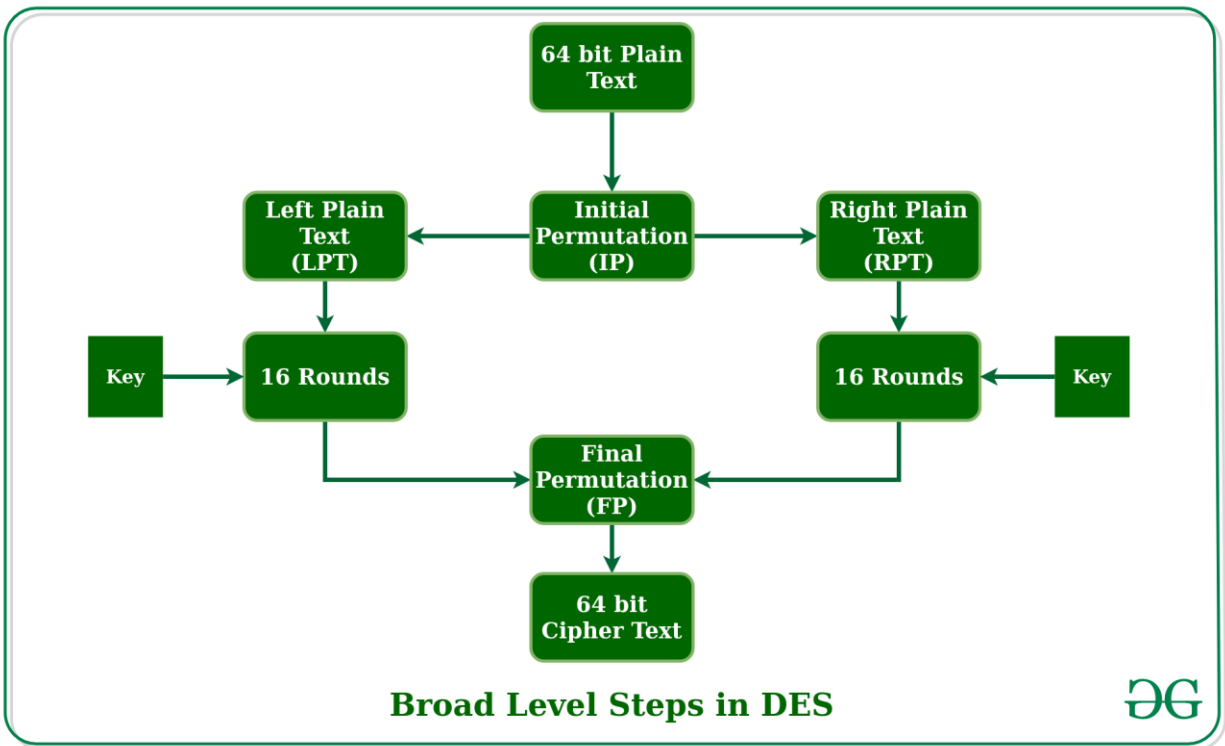 64 bit Plain
Text
Left Plain
Text
(LPT)
Initial
Permutation
(IP)
Right Plain
Text
(RPT)
Key
16 Rounds
16 Rounds
Key
Final
Permutation
(FP)
64 bit
Cipher Text
Broad Level Steps in DES